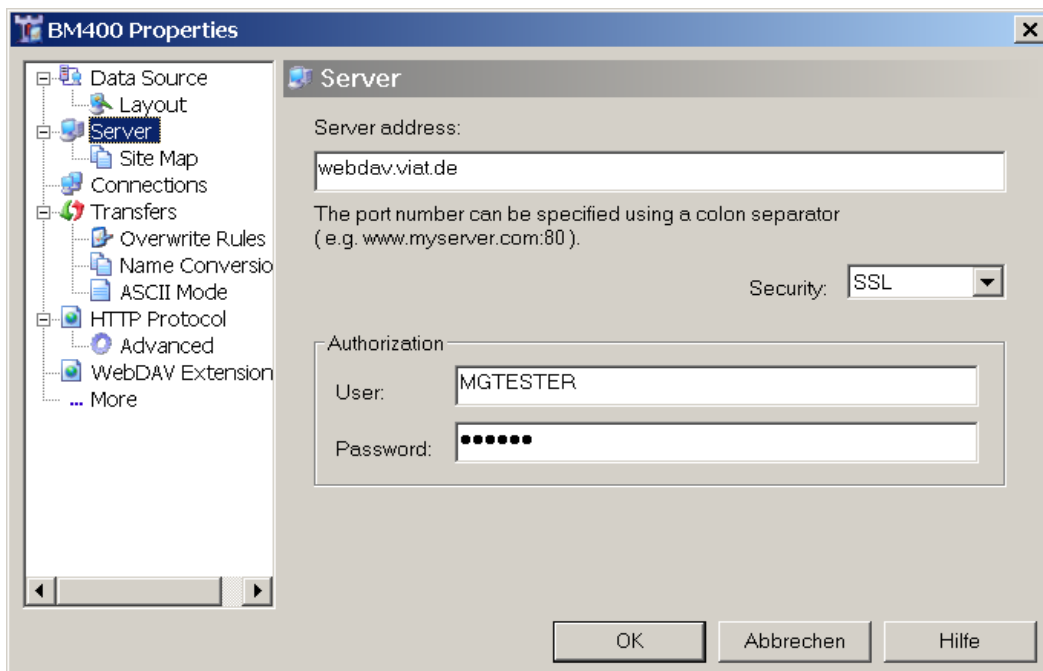 BM400 Properties
Data Source
Layout
Server
Site Map
Connections
Transfers
Overwrite Rules
Name Conversio
ASCII Mode
HTTP Protocol
Advanced
WebDAV Extension
... More
Server
Server address:
webdav.viat.de
The port number can be specified using a colon separator
( e.g. www.myserver.com:80 ).
Security:
SSL
Authorization
User:
MGTESTER
Password:
●●●●●●
OK
Abbrechen
Hilfe